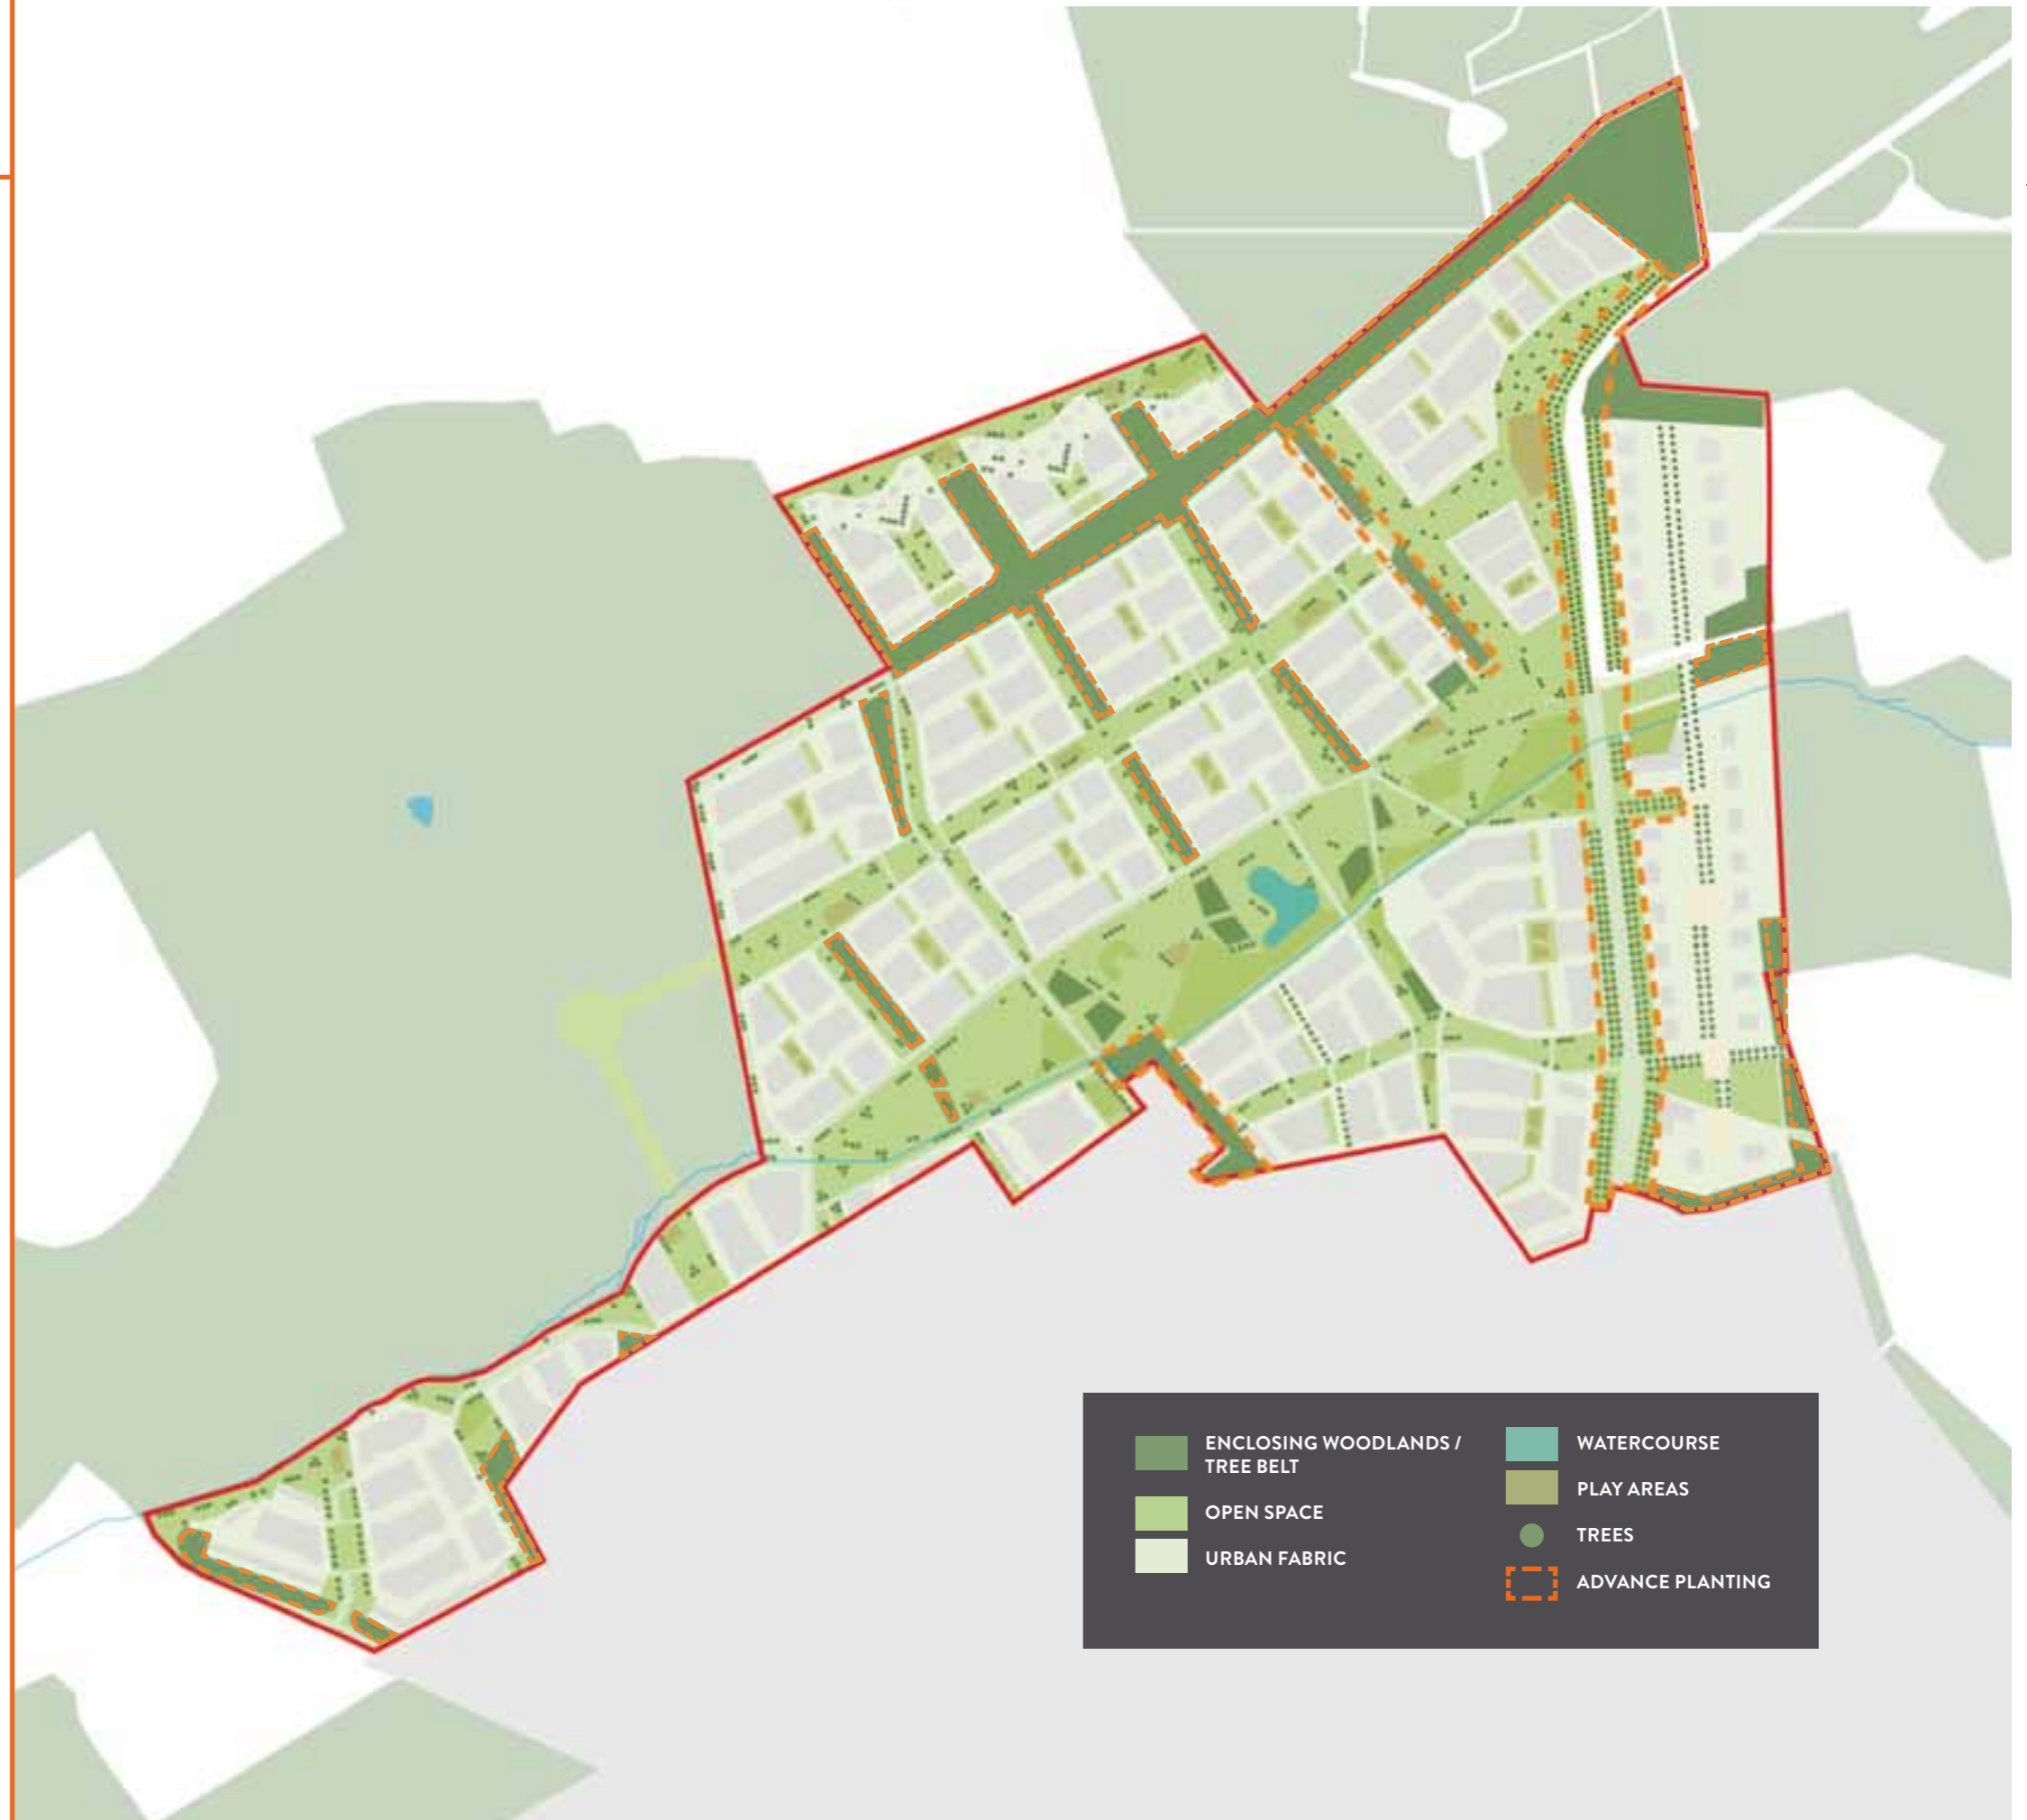 ENCLOSING WOODLANDS /
TREE BELT
OPEN SPACE
URBAN FABRIC
WATERCOURSE
PLAY AREAS
TREES
ADVANCE PLANTING